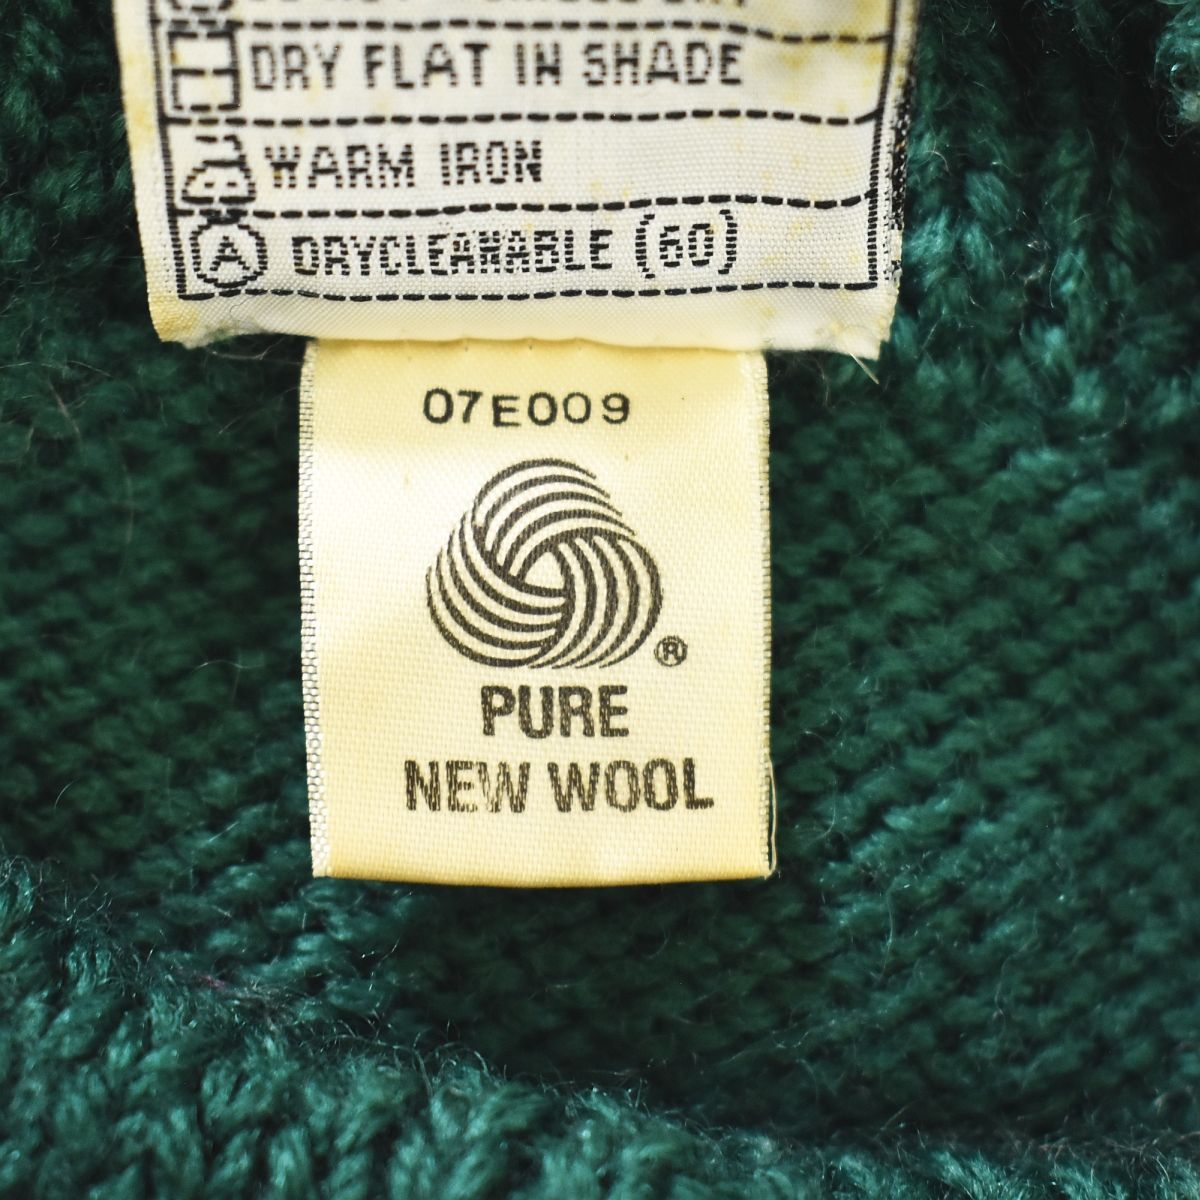 DRY FLAT IN SHADE
WARM IRON
A DRYCLEANABLE (60)
07E009
®
PURE
NEW WOOL